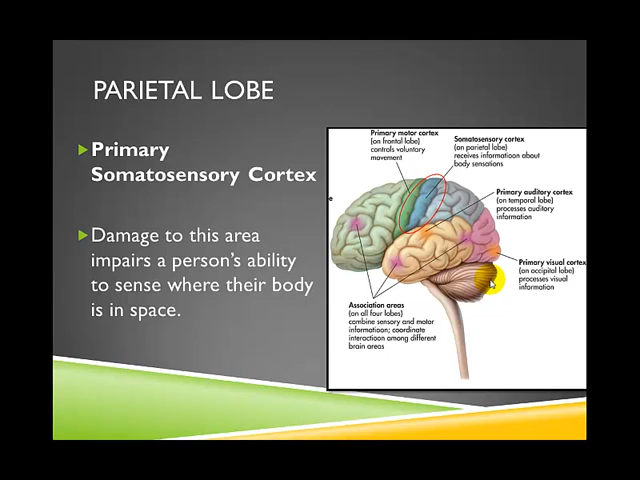 PARIETAL LOBE
Primary
Somatosensory Cortex
Damage to this area
impairs a person's ability
to sense where their body
is in space.
e
Primary motor cortex
(on frontal lobe)
controls voluntary
movement
Somatosensory cortex
(on parietal lobe)
receives information about
body sensations
Primary auditory cortex
(on temporal lobe)
processes auditory
information
Primary visual cortex
(on occipital lobe)
processes visual
information
Association areas
(on all four lobes)
combine sensory and motor
information; coordinate
interaction among different
brain areas